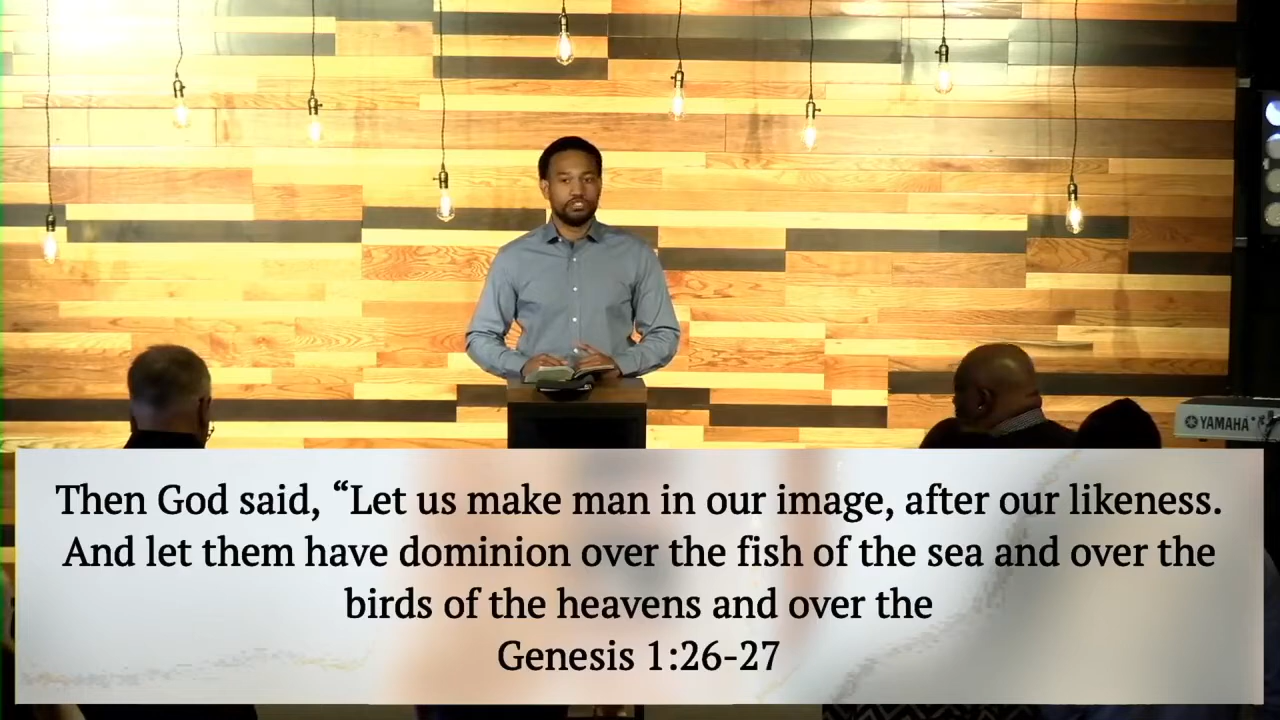 YAMAHA
Then God said, “Let us make man in our image, after our likeness.
And let them have dominion over the fish of the sea and over the
birds of the heavens and over the
Genesis 1:26-27